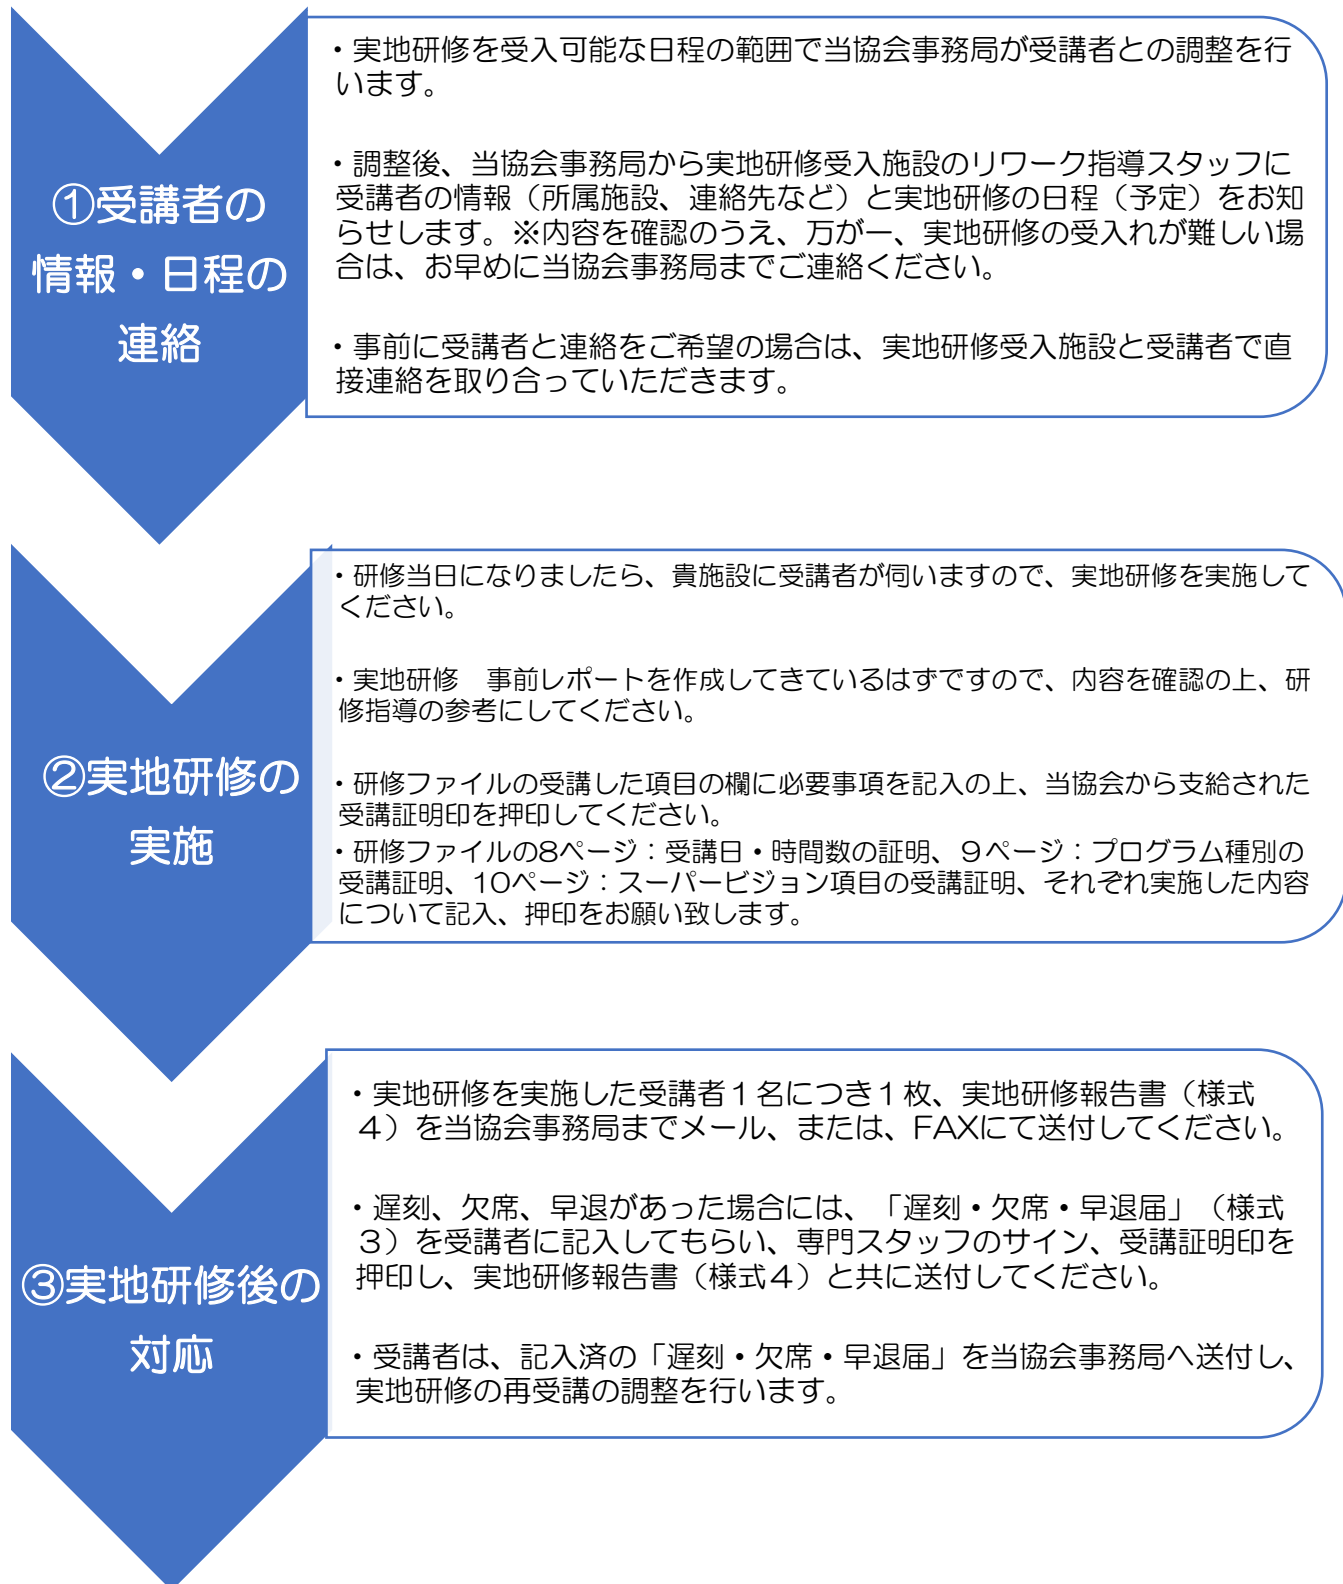 ①受講者の
情報・日程の
連絡
・実地研修を受入可能な日程の範囲で当協会事務局が受講者との調整を行
います。
・調整後、当協会事務局から実地研修受入施設のリワーク指導スタッフに
受講者の情報（所属施設、連絡先など）と実地研修の日程（予定）をお知
らせします。※内容を確認のうえ、万が一、実地研修の受入れが難しい場
合は、お早めに当協会事務局までご連絡ください。
・事前に受講者と連絡をご希望の場合は、実地研修受入施設と受講者で直
接連絡を取り合っていただきます。
②実地研修の
実施
・研修当日になりましたら、貴施設に受講者が伺いますので、実地研修を実施して
ください。
・実地研修　事前レポートを作成してきているはずですので、内容を確認の上、研
修指導の参考にしてください。
・研修ファイルの受講した項目の欄に必要事項を記入の上、当協会から支給された
受講証明印を押印してください。
・研修ファイルの8ページ：受講日・時間数の証明、９ページ：プログラム種別の
受講証明、10ページ：スーパービジョン項目の受講証明、それぞれ実施した内容
について記入、押印をお願い致します。
③実地研修後の
対応
・実地研修を実施した受講者１名につき１枚、実地研修報告書（様式
４）を当協会事務局までメール、または、FAXにて送付してください。
・遅刻、欠席、早退があった場合には、「遅刻・欠席・早退届」（様式
３）を受講者に記入してもらい、専門スタッフのサイン、受講証明印を
押印し、実地研修報告書（様式４）と共に送付してください。
・受講者は、記入済の「遅刻・欠席・早退届」を当協会事務局へ送付し、
実地研修の再受講の調整を行います。